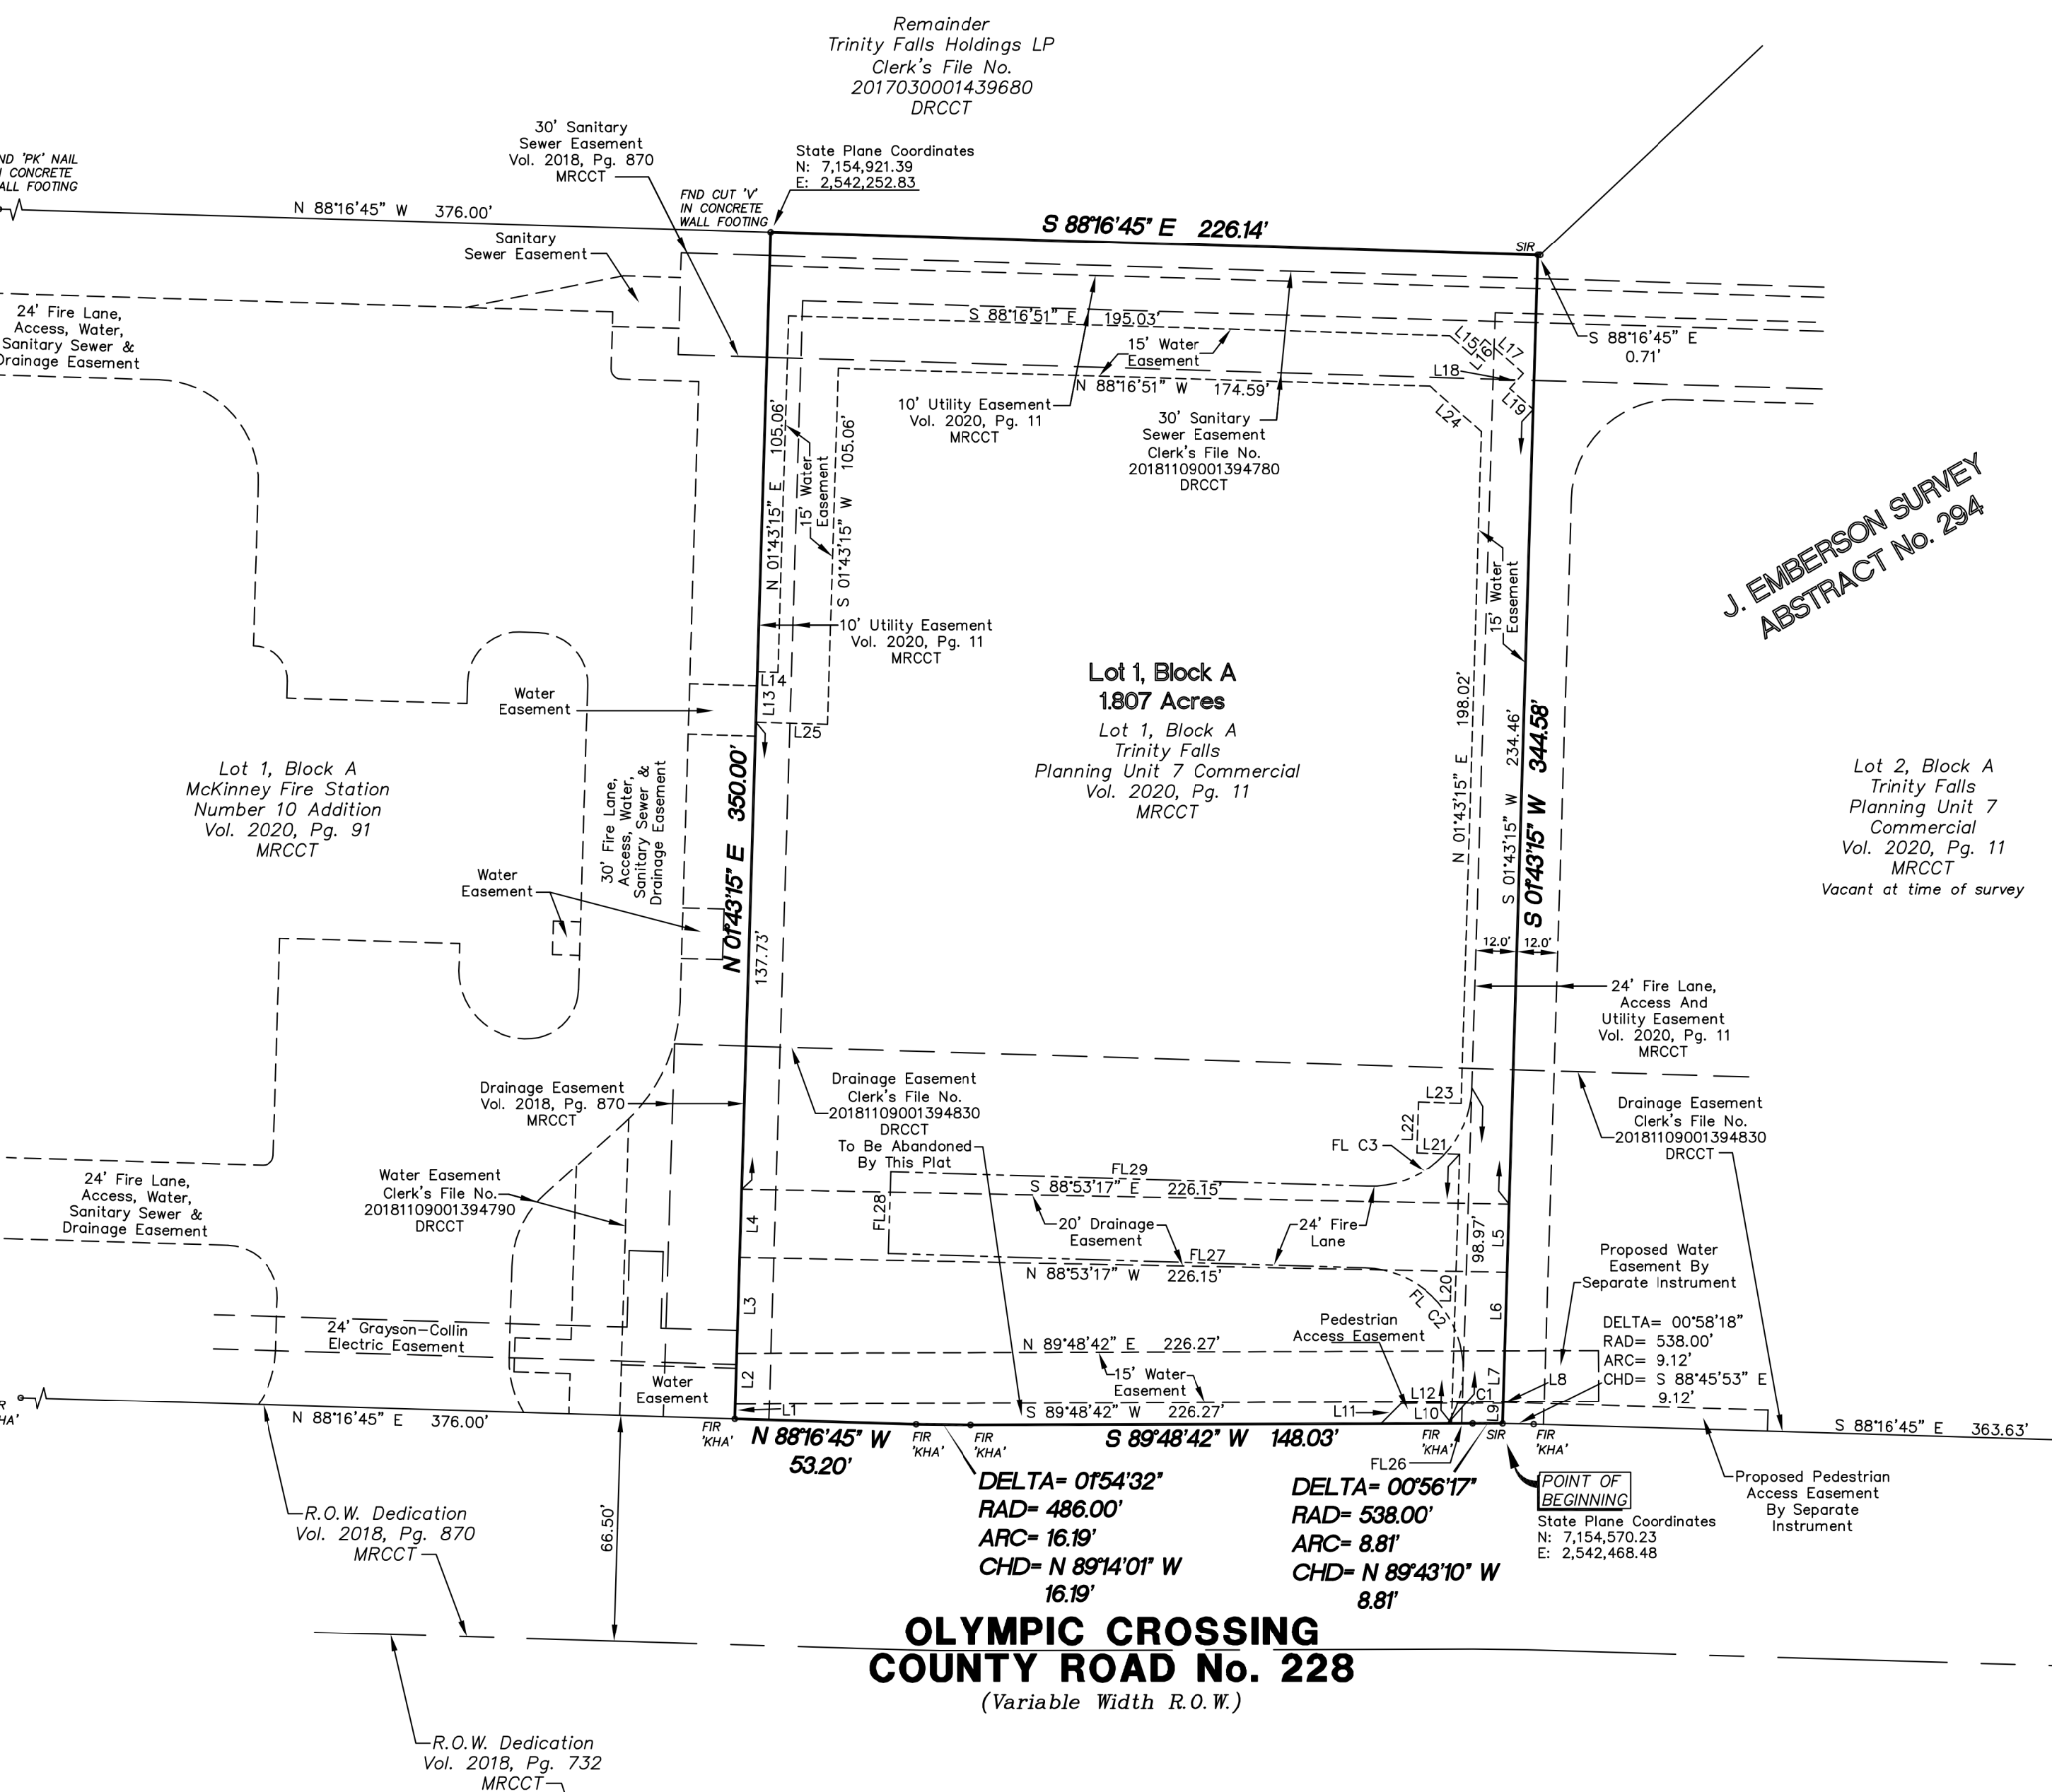 Remainder
Trinity Falls Holdings LP
Clerk's File No.
2017030001439680
DRCCT
30' Sanitary
Sewer Easement
Vol. 2018, Pg. 870
MRCCT
State Plane Coordinates
N: 7,154,921.39
E: 2,542,252.83
ND 'PK' NAIL
CONCRETE
ALL FOOTING
FND CUT 'V'
IN CONCRETE
WALL FOOTING
N 88°16'45" W 376.00'
S 88°16'45" E 226.14'
SIR
Sanitary
Sewer Easement
24' Fire Lane,
Access, Water,
Sanitary Sewer &
Drainage Easement
S 88°16'51" E 195.03'
15' Water
Easement
N 88°16'51" W 174.59'
L15
L16
L17
L18
L19
L24
S 88°16'45" E
0.71'
10' Utility Easement
Vol. 2020, Pg. 11
MRCCT
30' Sanitary
Sewer Easement
Clerk's File No.
20181109001394780
DRCCT
N 01°43'15" E 105.06'
15' Water
Easement
S 01°43'15" W 105.06'
J. EMBERSON SURVEY
ABSTRACT No. 294
15' Water
Easement
10' Utility Easement
Vol. 2020, Pg. 11
MRCCT
Water
Easement
L14
L13
L25
Lot 1, Block A
1.807 Acres
Lot 1, Block A
Trinity Falls
Planning Unit 7 Commercial
Vol. 2020, Pg. 11
MRCCT
N 01°43'15" E 198.02'
S 01°43'15" W 234.46'
S 01°43'15" W 344.58'
Lot 1, Block A
McKinney Fire Station
Number 10 Addition
Vol. 2020, Pg. 91
MRCCT
30' Fire Lane,
Access, Water,
Sanitary Sewer &
Drainage Easement
N 01°43'15" E 350.00'
137.73'
Lot 2, Block A
Trinity Falls
Planning Unit 7
Commercial
Vol. 2020, Pg. 11
MRCCT
Vacant at time of survey
Water
Easement
12.0'
12.0'
24' Fire Lane,
Access And
Utility Easement
Vol. 2020, Pg. 11
MRCCT
Drainage Easement
Vol. 2018, Pg. 870
MRCCT
Drainage Easement
Clerk's File No.
20181109001394830
DRCCT
To Be Abandoned
By This Plat
L23
L22
L21
FL C3
Drainage Easement
Clerk's File No.
20181109001394830
DRCCT
24' Fire Lane,
Access, Water,
Sanitary Sewer &
Drainage Easement
Water Easement
Clerk's File No.
20181109001394790
DRCCT
FL29
S 88°53'17" E 226.15'
FL28
L4
20' Drainage
Easement
24' Fire
Lane
98.97'
L5
FL27
N 88°53'17" W 226.15'
L3
L20
FL C2
L6
Proposed Water
Easement By
Separate Instrument
24' Grayson-Collin
Electric Easement
Pedestrian
Access Easement
N 89°48'42" E 226.27'
DELTA= 00°58'18"
RAD= 538.00'
ARC= 9.12'
CHD= S 88°45'53" E
9.12'
Water
Easement
L2
15' Water
Easement
L7
L8
L12
C1
L1
S 89°48'42" W 226.27'
L11
L10
L9
N 88°16'45" E 376.00'
FIR
'KHA'
N 88°16'45" W
53.20'
FIR
'KHA'
FIR
'KHA'
S 89°48'42" W 148.03'
FIR
'KHA'
SIR
FIR
'KHA'
S 88°16'45" E 363.63'
FL26
POINT OF
BEGINNING
State Plane Coordinates
N: 7,154,570.23
E: 2,542,468.48
Proposed Pedestrian
Access Easement
By Separate
Instrument
DELTA= 01°54'32"
RAD= 486.00'
ARC= 16.19'
CHD= N 89°14'01" W
16.19'
DELTA= 00°56'17"
RAD= 538.00'
ARC= 8.81'
CHD= N 89°43'10" W
8.81'
R.O.W. Dedication
Vol. 2018, Pg. 870
MRCCT
66.50'
OLYMPIC CROSSING
COUNTY ROAD No. 228
(Variable Width R.O.W.)
R.O.W. Dedication
Vol. 2018, Pg. 732
MRCCT